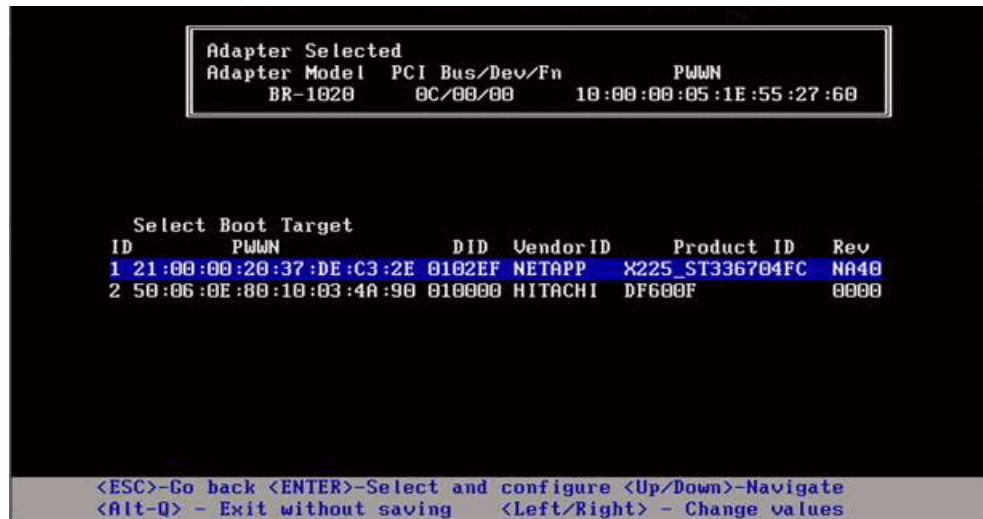 Adapter Selected
Adapter Model PCI Bus/Dev/Fn PWWN
BR-1020 0C/00/00 10:00:00:05:1E:55:27:60
Select Boot Target
ID PWWN DID VendorID Product ID Rev
1 21:00:00:20:37:DE:C3:2E 0102EF NETAPP X225_ST336704FC NA40
2 50:06:0E:80:10:03:4A:90 010000 HITACHI DF600F 0000
<ESC>-Go back <ENTER>-Select and configure <Up/Down>-Navigate
<Alt-Q> - Exit without saving <Left/Right> - Change values